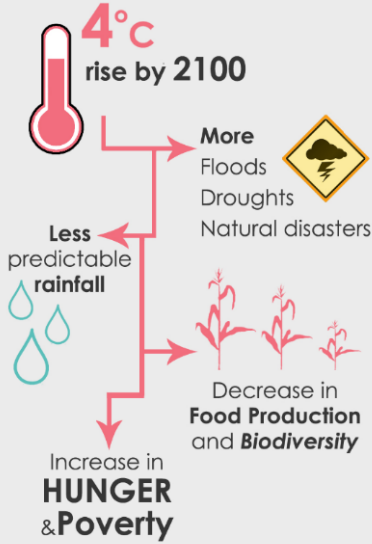 4°C
rise by 2100
More
Floods
Droughts
Natural disasters
Less
predictable
rainfall
Decrease in
Food Production
and Biodiversity
Increase in
HUNGER
&Poverty